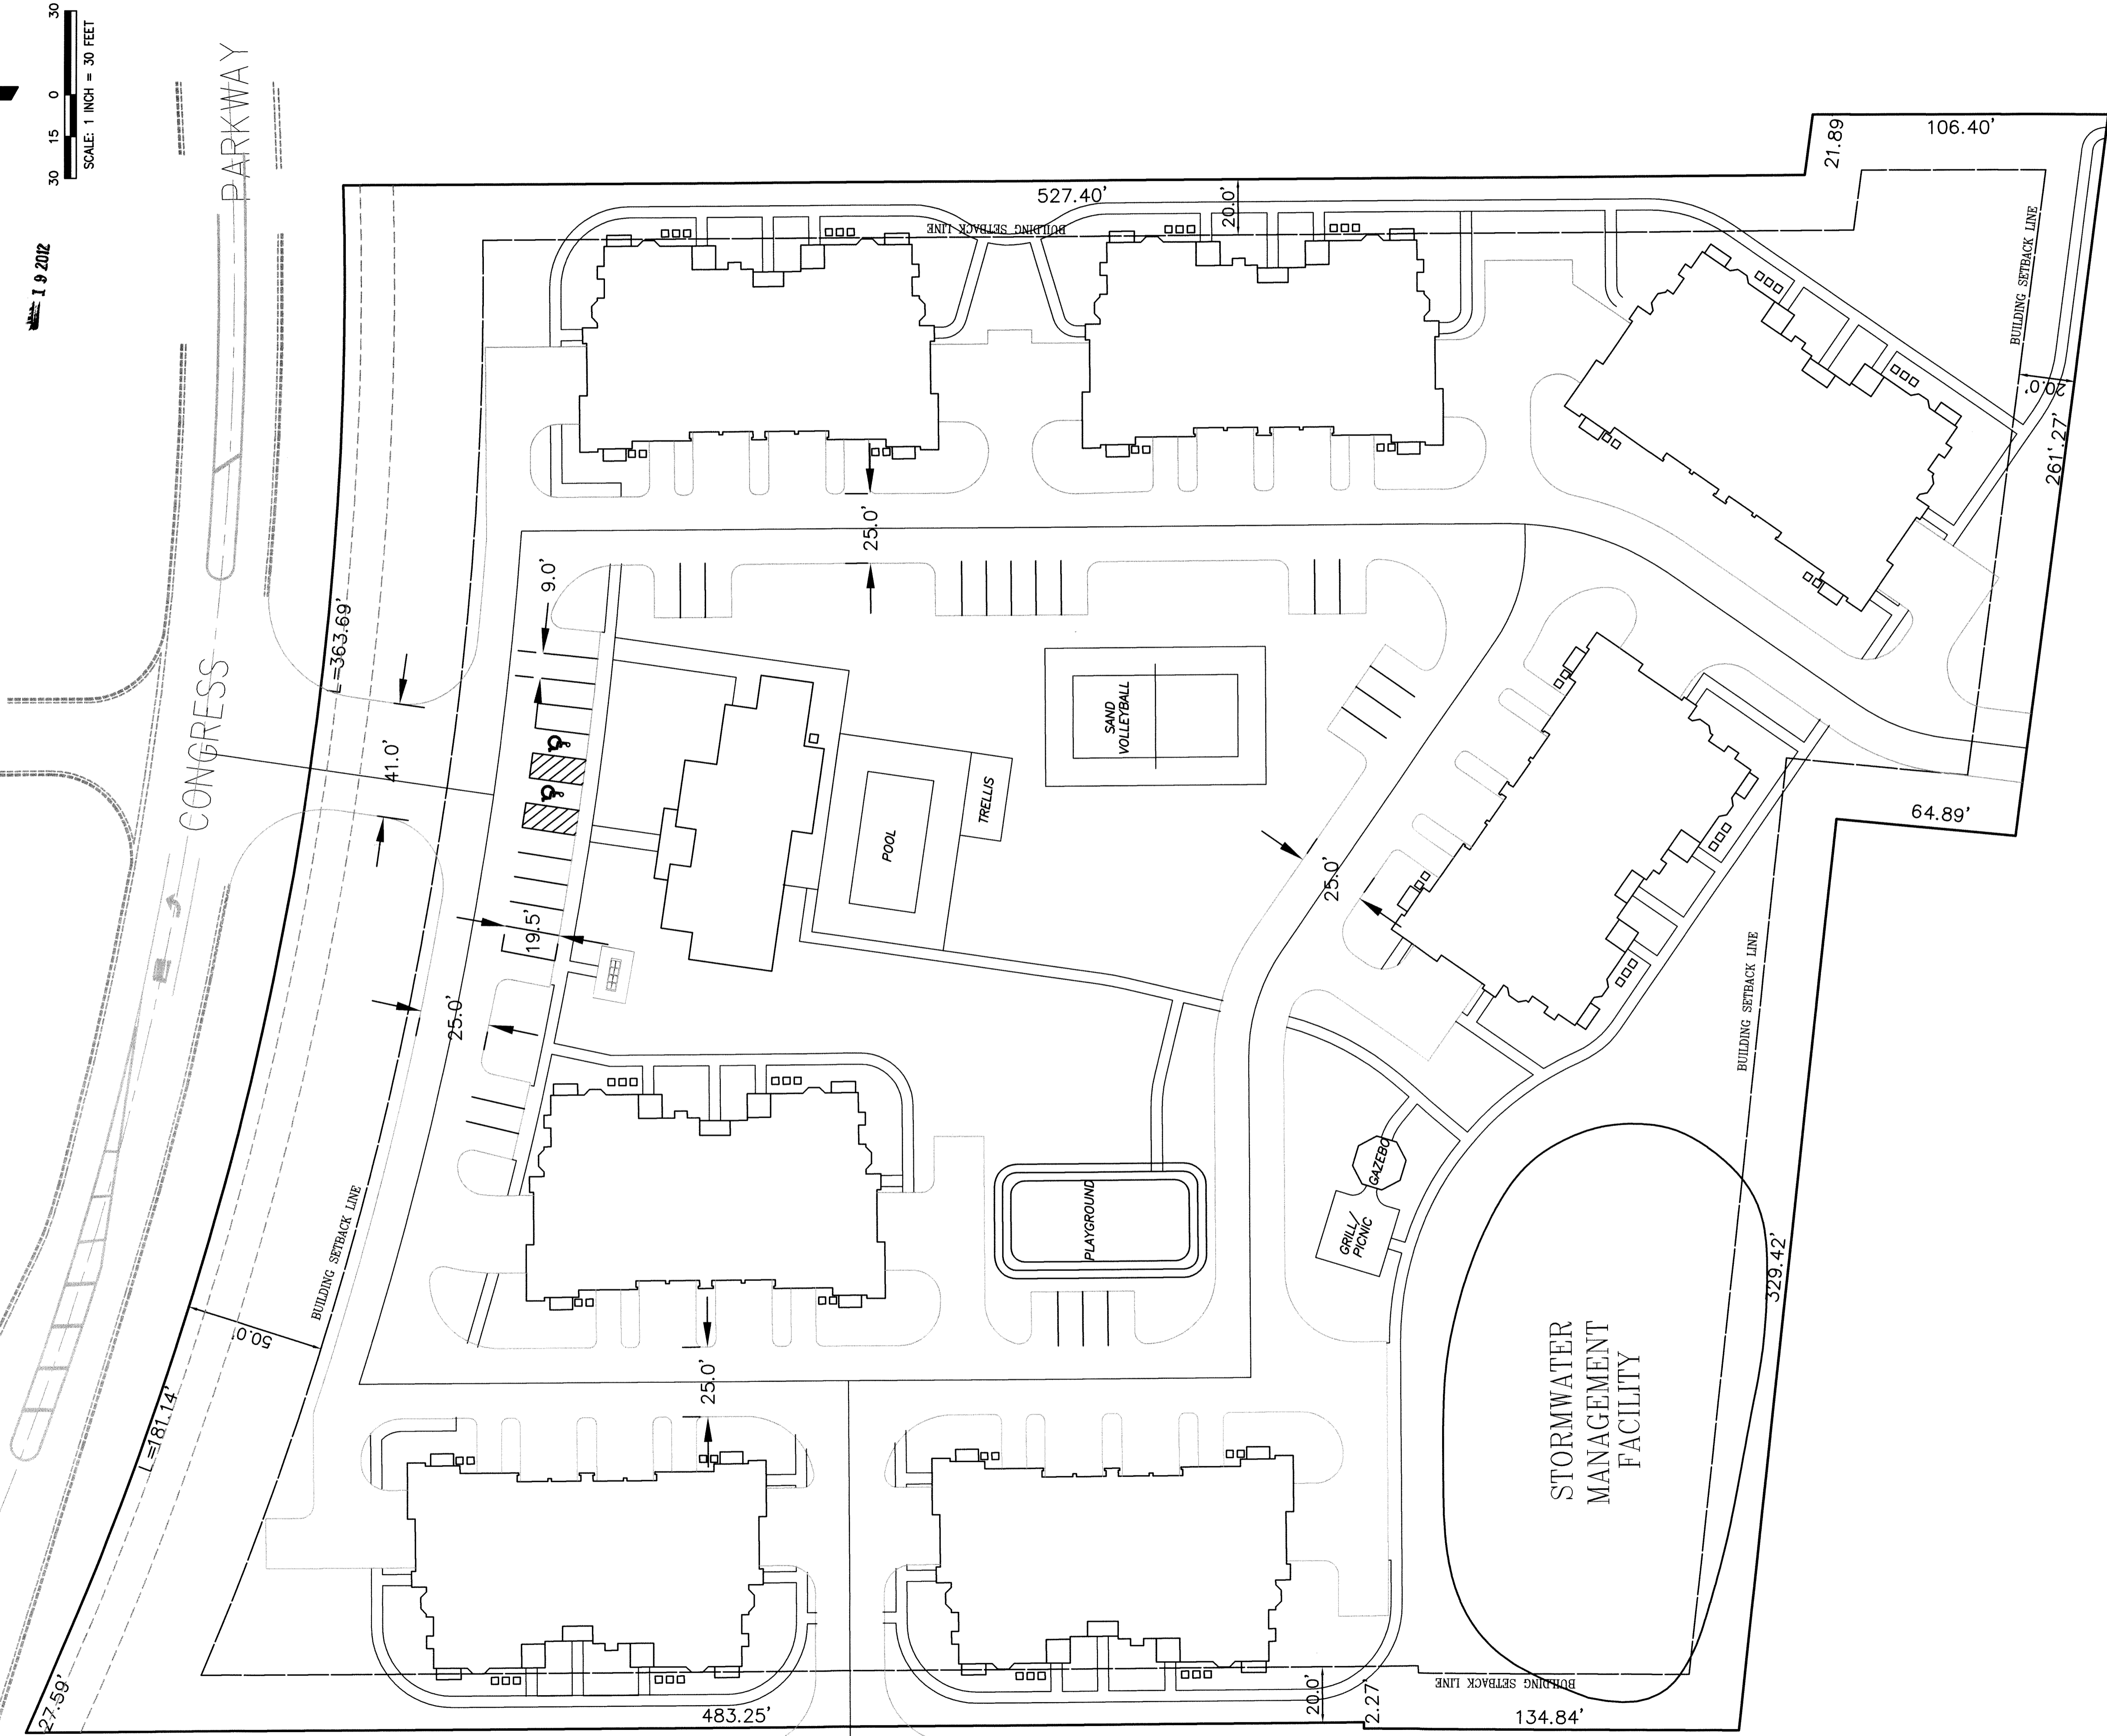 30
15
0
30
SCALE: 1 INCH = 30 FEET
1 9 2012
PARKWAY
CONGRESS
106.40'
21.89
527.40'
20.0'
BUILDING SETBACK LINE
BUILDING SETBACK LINE
20.0'
261'.27'
25.0'
9.0'
L=363.69'
41.0'
SAND
VOLLEYBALL
TRELLIS
POOL
64.89'
25.0'
19.5'
25.0'
BUILDING SETBACK LINE
GAZEBO
GRILL/
PICNIC
PLAYGROUND
BUILDING SETBACK LINE
50.0'
329.42'
STORMWATER
MANAGEMENT
FACILITY
25.0'
L=181.14'
27.59'
483.25'
20.0'
2.27'
BUILDING SETBACK LINE
134.84'